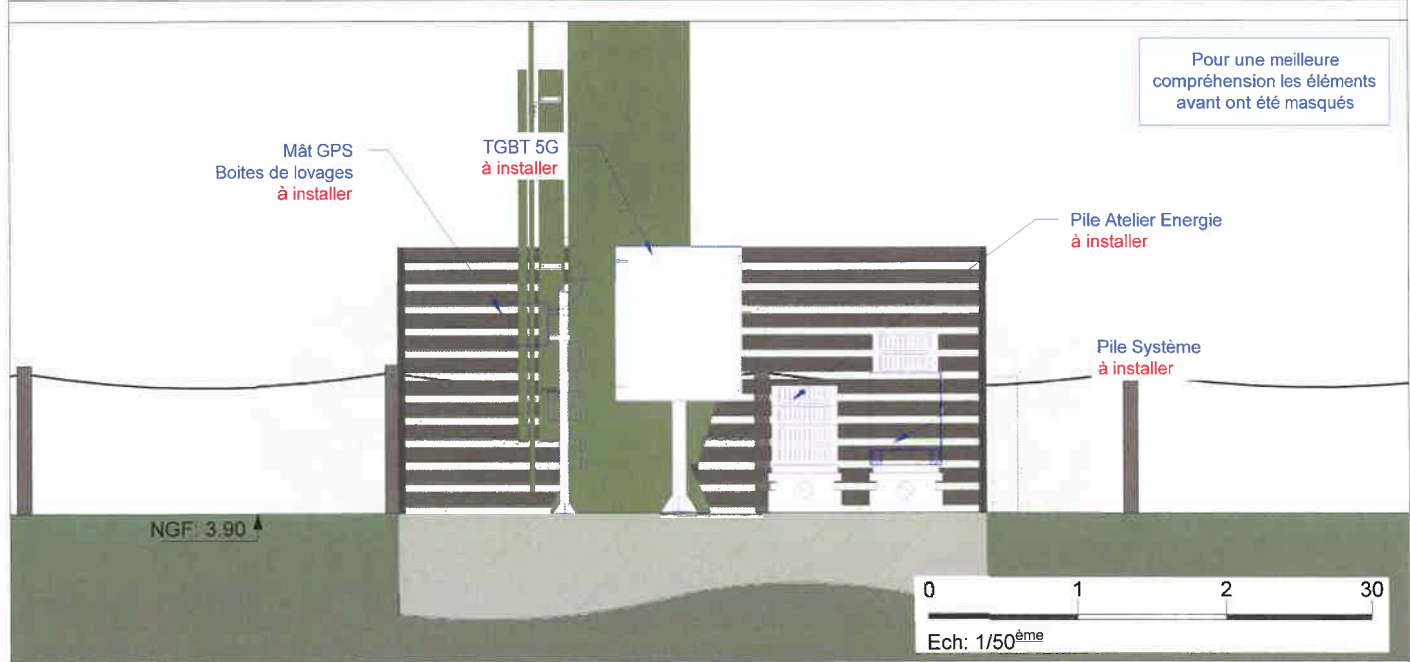 Pour une meilleure
compréhension les éléments
avant ont été masqués
Mât GPS
Boites de lovages
à installer
TGBT 5G
à installer
Pile Atelier Energie
à installer
Pile Système
à installer
NGF: 3.90
0 1 2 30
Ech: 1/50ème